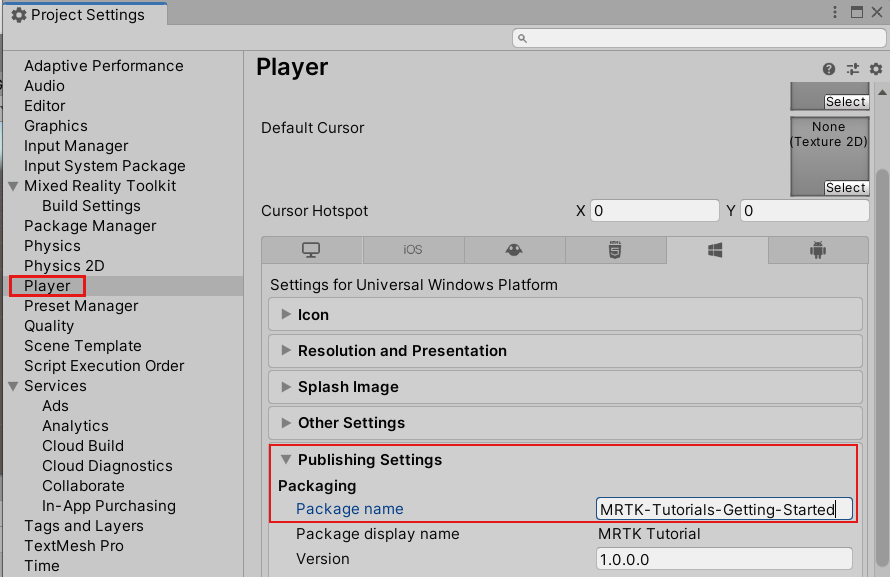 Project Settings
Adaptive Performance
Audio
Editor
Graphics
Input Manager
Input System Package
Mixed Reality Toolkit
Build Settings
Package Manager
Physics
Physics 2D
Player
Preset Manager
Quality
Scene Template
Script Execution Order
Services
Ads
Analytics
Cloud Build
Cloud Diagnostics
Collaborate
In-App Purchasing
Tags and Layers
TextMesh Pro
Time
Player
Select
Default Cursor
None
(Texture 2D)
Select
Cursor Hotspot X 0 Y 0
iOS HTML 5
Settings for Universal Windows Platform
Icon
Resolution and Presentation
Splash Image
Other Settings
Publishing Settings
Packaging
Package name MRTK-Tutorials-Getting-Started
Package display name MRTK Tutorial
Version 1.0.0.0